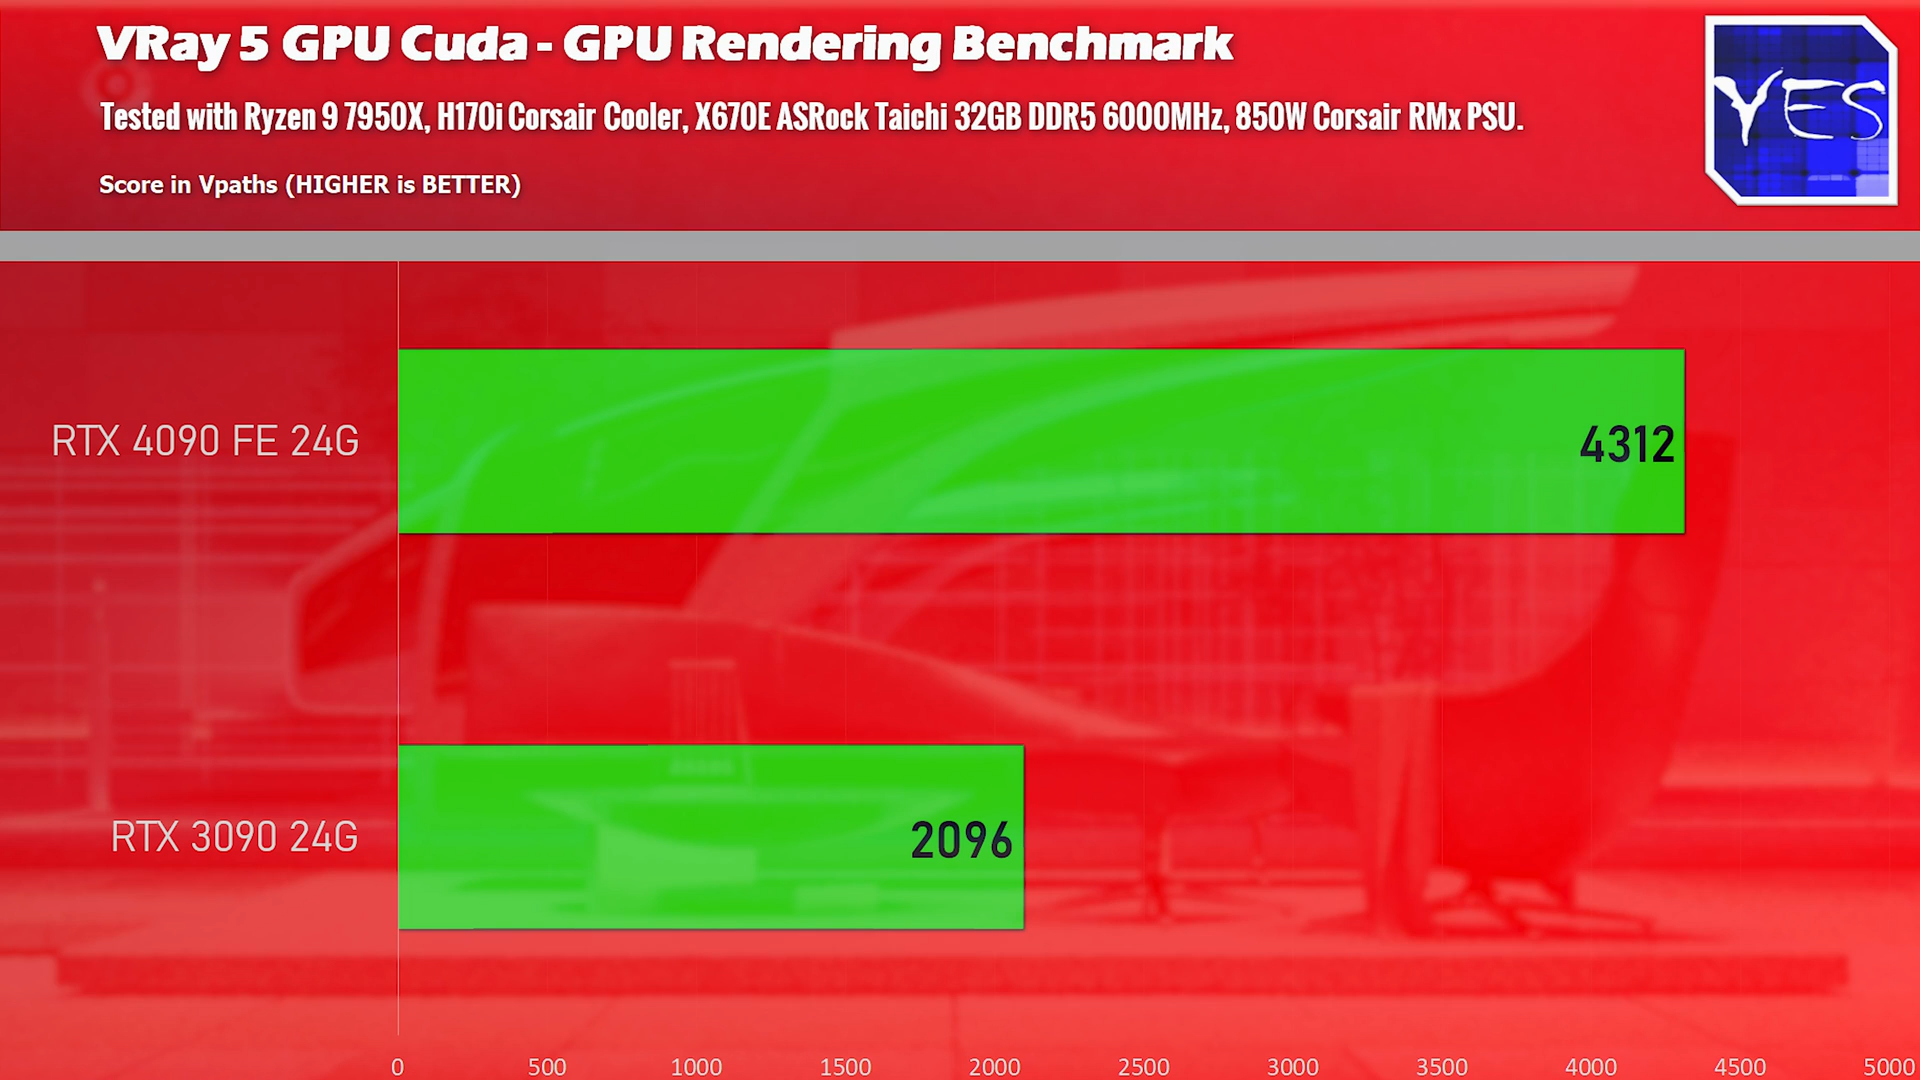 VRay 5 GPU Cuda - GPU Rendering Benchmark
Tested with Ryzen 9 7950X, H170i Corsair Cooler, X670E ASRock Taichi 32GB DDR5 6000MHz, 850W Corsair RMx PSU.
Score in Vpaths (HIGHER is BETTER)
YES
RTX 4090 FE 24G
4312
RTX 3090 24G
2096
0 500 1000 1500 2000 2500 3000 3500 4000 4500 5000